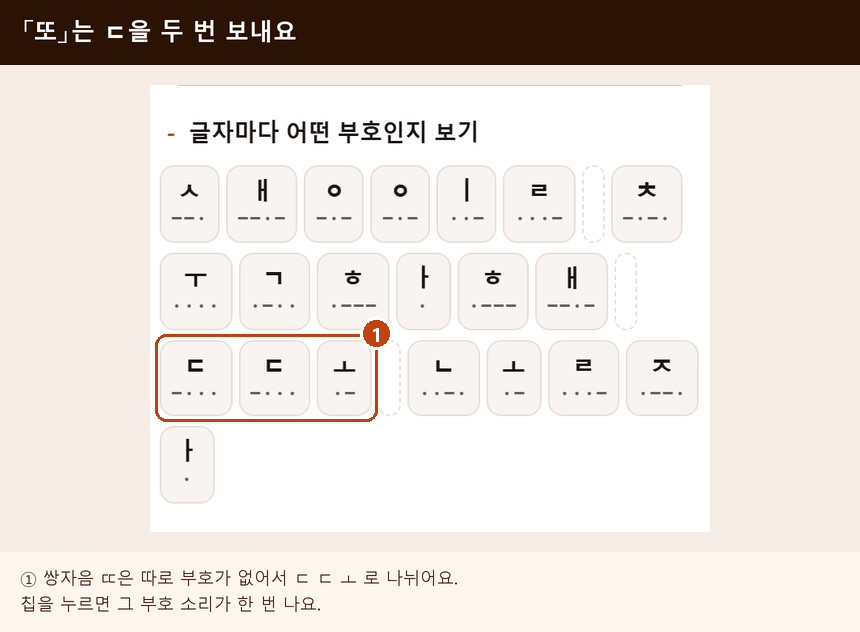 「또」는 ㄷ을 두 번 보내요
- 글자마다 어떤 부호인지 보기
ㅅ ㅐ ㅇ ㅇ ㅣ ㄹ ㅊ
−−· −−·− −·− −·− ··− ···− −·−·
ㅜ ㄱ ㅎ ㅏ ㅎ ㅐ
···· ·−·· ·−−− · ·−−− −−·−
1
ㄷ ㄷ ㅗ ㄴ ㅗ ㄹ ㅈ
−··· −··· ·− ··−· ·− ···− ·−−·
ㅏ
·
① 쌍자음 ㄸ은 따로 부호가 없어서 ㄷ ㄷ ㅗ 로 나뉘어요.
칩을 누르면 그 부호 소리가 한 번 나요.